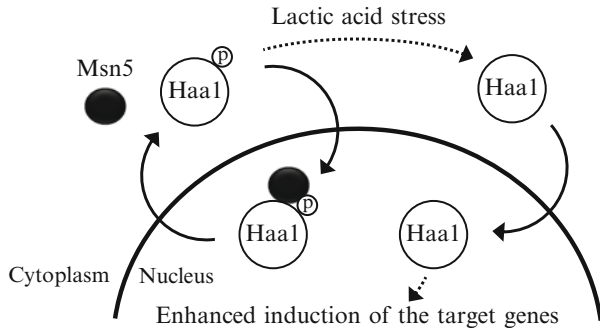 Lactic acid stress
Msn5
P
Haa1
Haa1
P
Haa1
Haa1
Cytoplasm
Nucleus
Enhanced induction of the target genes